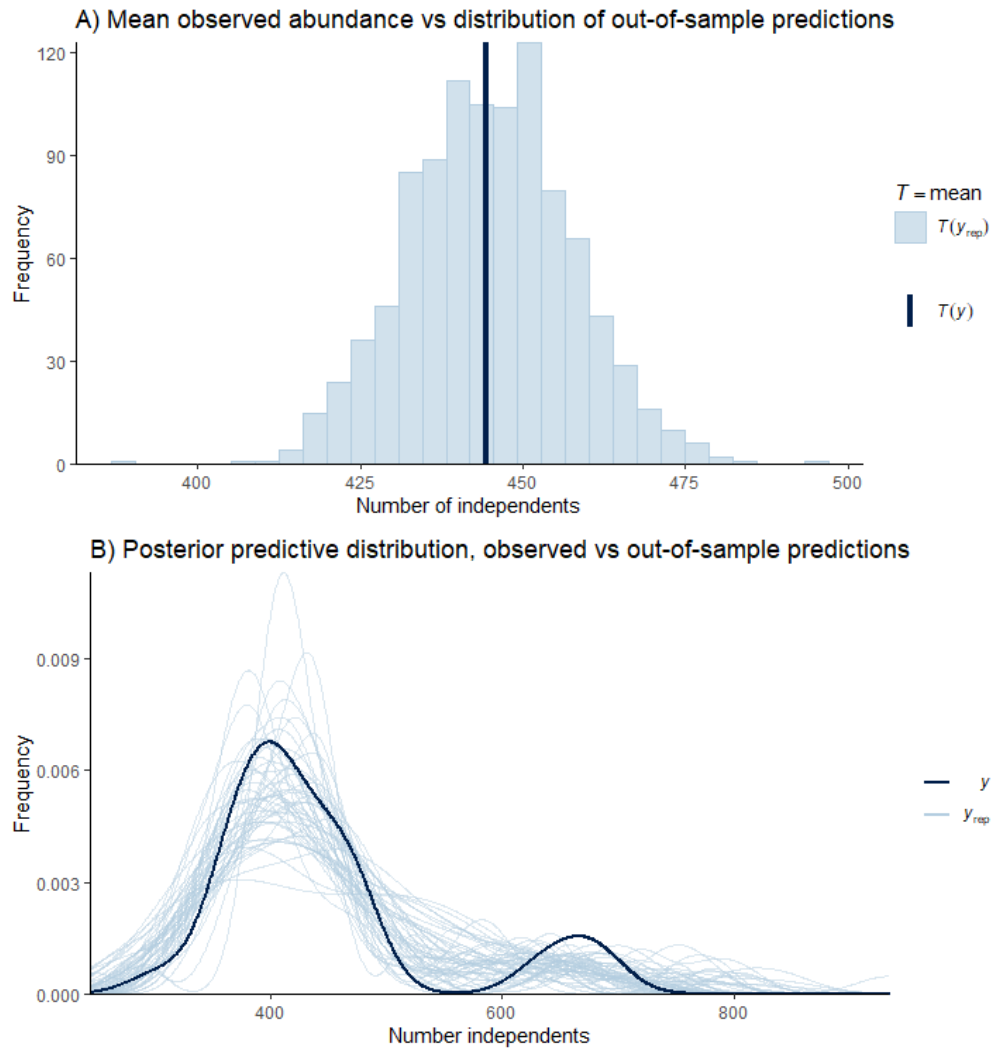 A) Mean observed abundance vs distribution of out-of-sample predictions
120
90
60
30
0
Frequency
400 425 450 475 500
Number of independents
T = mean
T(yrep)
T(y)
B) Posterior predictive distribution, observed vs out-of-sample predictions
0.009
0.006
0.003
0.000
Frequency
400 600 800
Number independents
y
yrep